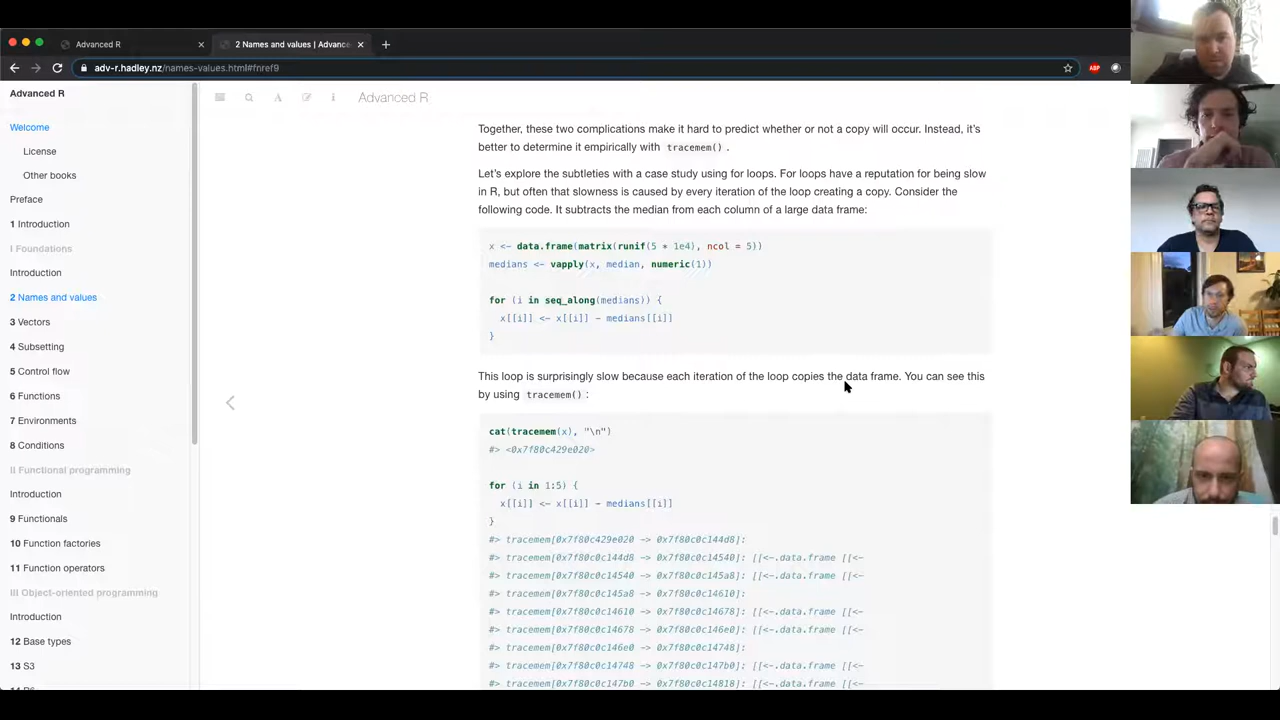 Advanced R
2 Names and values | Advance
adv-r.hadley.nz/names-values.html#fnref9
ABP
Advanced R
Welcome
License
Other books
Preface
1 Introduction
I Foundations
Introduction
2 Names and values
3 Vectors
4 Subsetting
5 Control flow
6 Functions
7 Environments
8 Conditions
II Functional programming
Introduction
9 Functionals
10 Function factories
11 Function operators
III Object-oriented programming
Introduction
12 Base types
13 S3
Advanced R
Together, these two complications make it hard to predict whether or not a copy will occur. Instead, it's
better to determine it empirically with tracemem() .
Let's explore the subtleties with a case study using for loops. For loops have a reputation for being slow
in R, but often that slowness is caused by every iteration of the loop creating a copy. Consider the
following code. It subtracts the median from each column of a large data frame:
x <- data.frame(matrix(runif(5 * 1e4), ncol = 5))
medians <- vapply(x, median, numeric(1))
for (i in seq_along(medians)) {
x[[i]] <- x[[i]] - medians[[i]]
}
This loop is surprisingly slow because each iteration of the loop copies the data frame. You can see this
by using tracemem() :
cat(tracemem(x), "\n")
#> <0x7f80c429e020>
for (i in 1:5) {
x[[i]] <- x[[i]] - medians[[i]]
}
#> tracemem[0x7f80c429e020 -> 0x7f80c0c144d8]:
#> tracemem[0x7f80c0c144d8 -> 0x7f80c0c14540]: [[<-.data.frame [[<-
#> tracemem[0x7f80c0c14540 -> 0x7f80c0c145a8]: [[<-.data.frame [[<-
#> tracemem[0x7f80c0c145a8 -> 0x7f80c0c14610]:
#> tracemem[0x7f80c0c14610 -> 0x7f80c0c14678]: [[<-.data.frame [[<-
#> tracemem[0x7f80c0c14678 -> 0x7f80c0c146e0]: [[<-.data.frame [[<-
#> tracemem[0x7f80c0c146e0 -> 0x7f80c0c14748]:
#> tracemem[0x7f80c0c14748 -> 0x7f80c0c147b0]: [[<-.data.frame [[<-
#> tracemem[0x7f80c0c147b0 -> 0x7f80c0c14818]: [[<-.data.frame [[<-